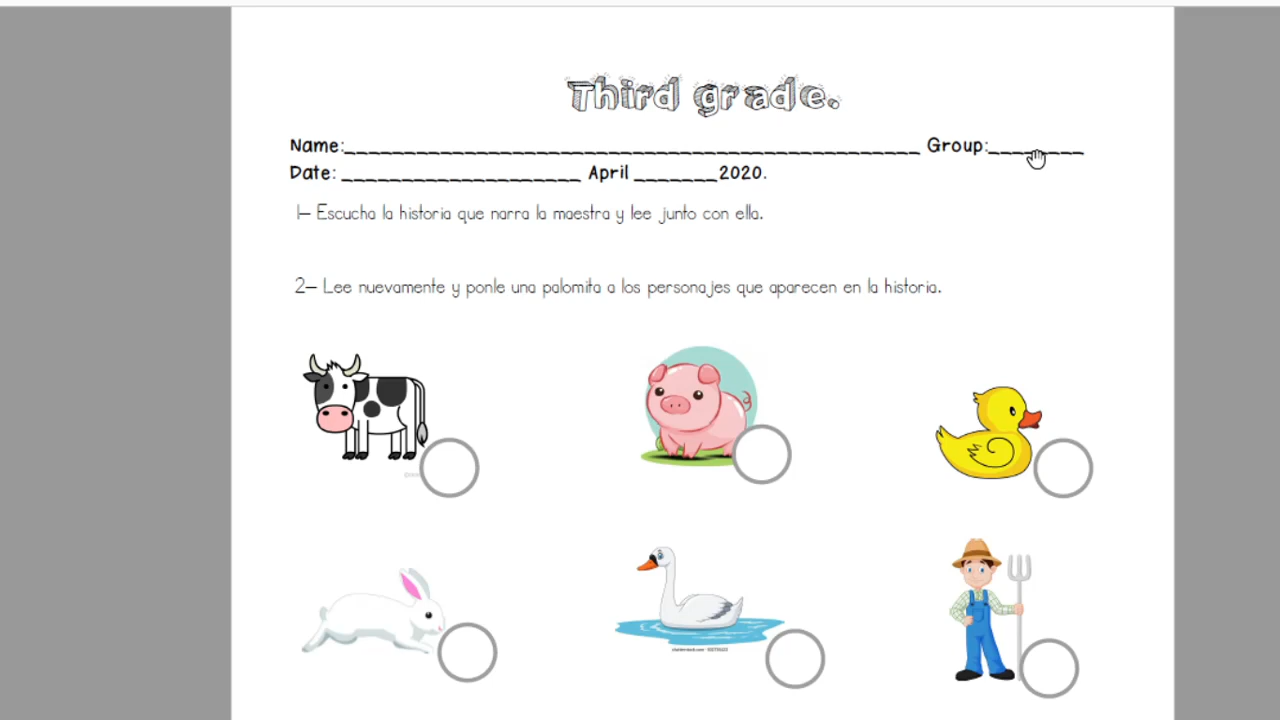 Third grade.
Name:________________________________________________ Group:________
Date: ____________________ April _______2020.
1- Escucha la historia que narra la maestra y lee junto con ella.
2- Lee nuevamente y ponle una palomita a los personajes que aparecen en la historia.